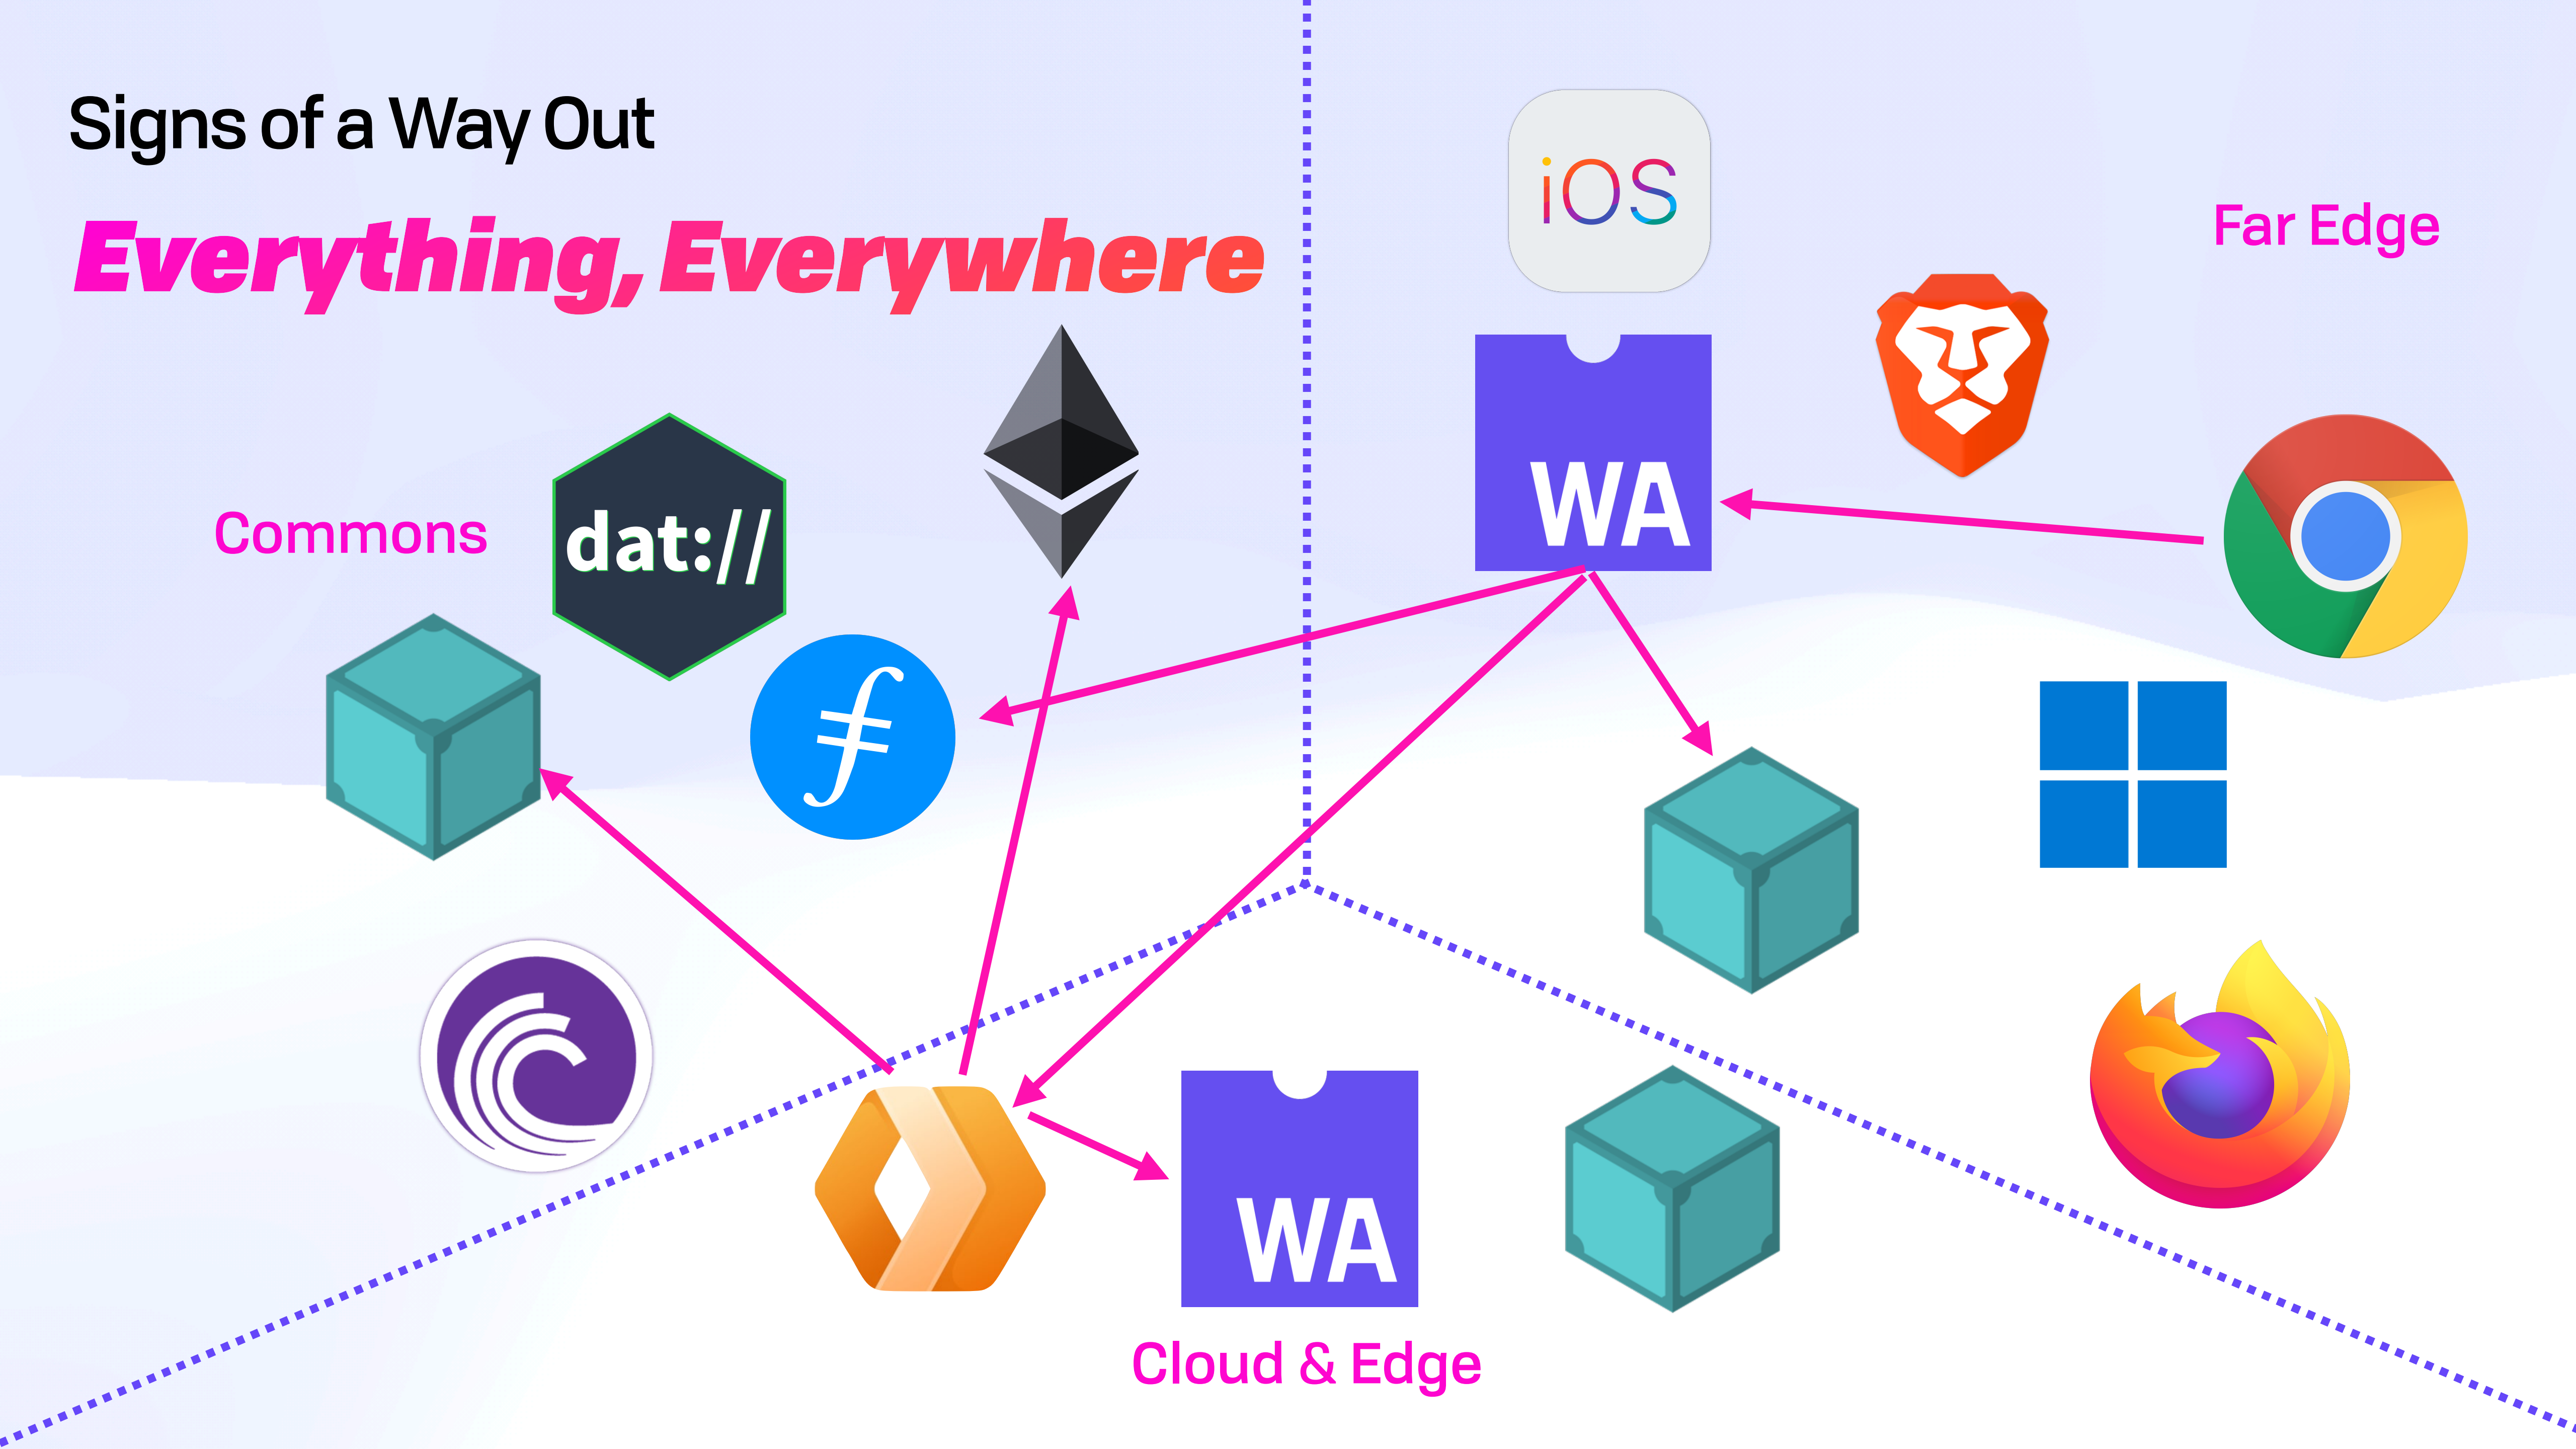 Signs of a Way Out
Everything, Everywhere
iOS
Far Edge
WA
Commons
dat://
WA
Cloud & Edge